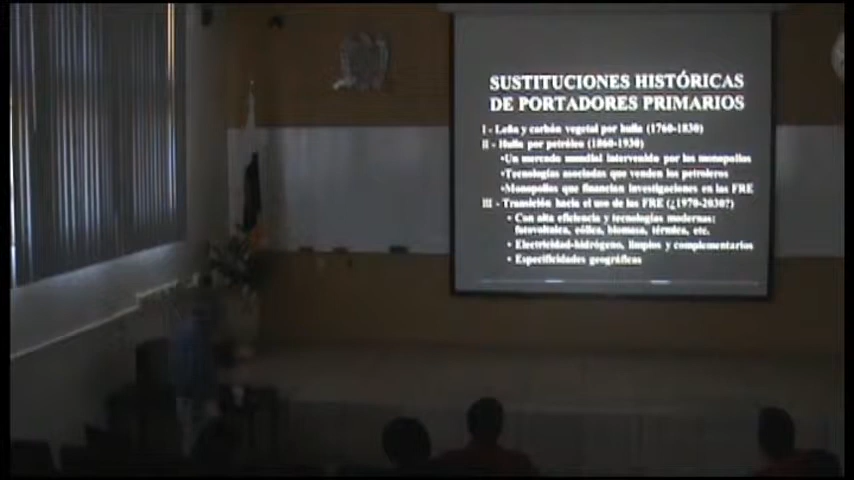 SUSTITUCIONES HISTÓRICAS
DE PORTADORES PRIMARIOS
I - Leña y carbón vegetal por hulla (1760-1830)
II - Hulla por petróleo (1860-1930)
•Un mercado mundial intervenido por los monopolios
•Tecnologías asociadas que venden los petroleros
•Monopolios que financian investigaciones en las FRE
III - Transición hacia el uso de las FRE (¿1970-2030?)
• Con alta eficiencia y tecnologías modernas:
fotovoltaica, eólica, biomasa, térmica, etc.
• Electricidad-hidrógeno, limpios y complementarios
• Especificidades geográficas